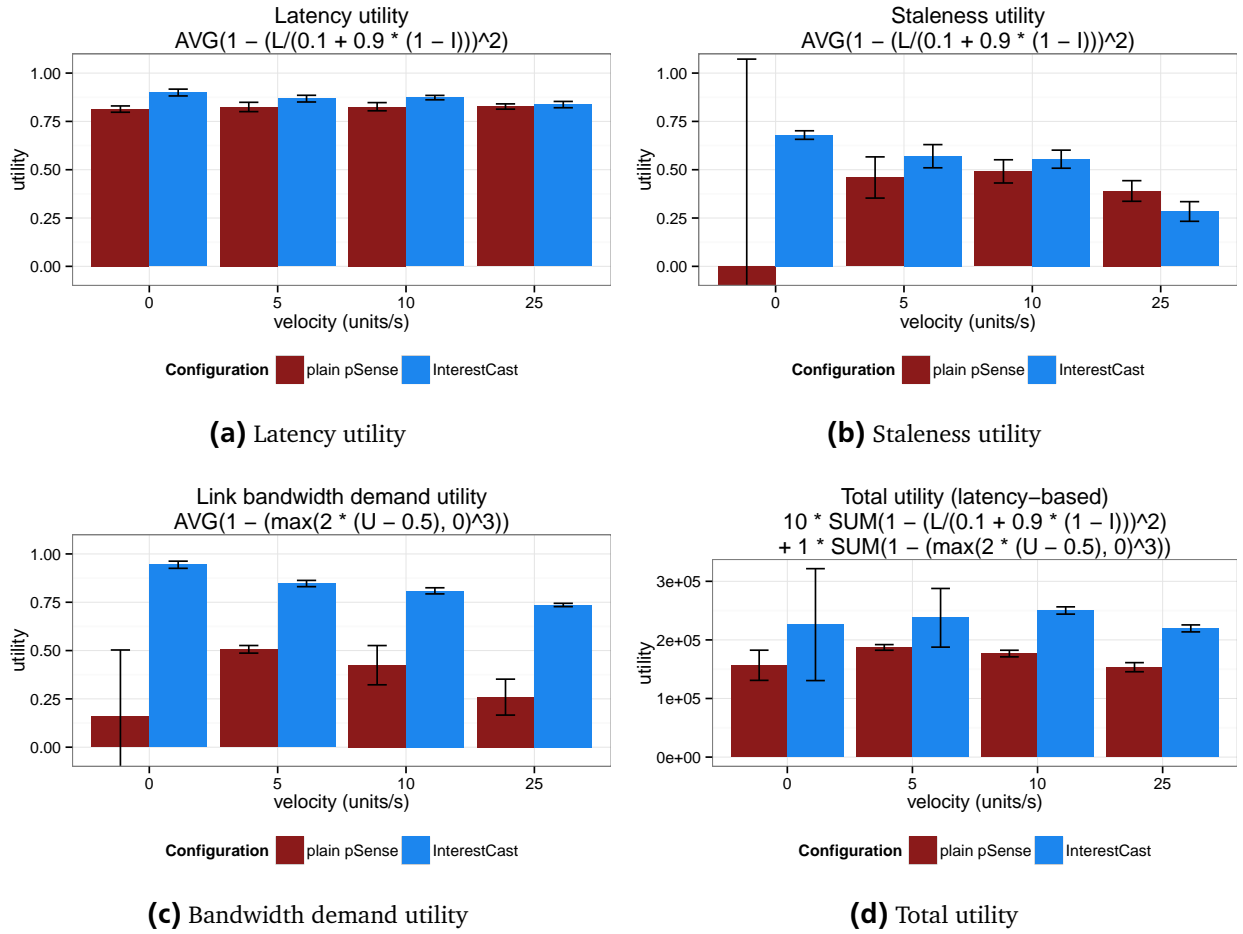 Latency utility
AVG(1 − (L/(0.1 + 0.9 * (1 − I)))^2)
1.00
0.75
0.50
0.25
0.00
utility
0 5 10 25
velocity (units/s)
Configuration plain pSense InterestCast
(a) Latency utility
Staleness utility
AVG(1 − (L/(0.1 + 0.9 * (1 − I)))^2)
1.00
0.75
0.50
0.25
0.00
utility
0 5 10 25
velocity (units/s)
Configuration plain pSense InterestCast
(b) Staleness utility
Link bandwidth demand utility
AVG(1 − (max(2 * (U − 0.5), 0)^3))
1.00
0.75
0.50
0.25
0.00
utility
0 5 10 25
velocity (units/s)
Configuration plain pSense InterestCast
(c) Bandwidth demand utility
Total utility (latency−based)
10 * SUM(1 − (L/(0.1 + 0.9 * (1 − I)))^2)
+ 1 * SUM(1 − (max(2 * (U − 0.5), 0)^3))
3e+05
2e+05
1e+05
0e+00
utility
0 5 10 25
velocity (units/s)
Configuration plain pSense InterestCast
(d) Total utility